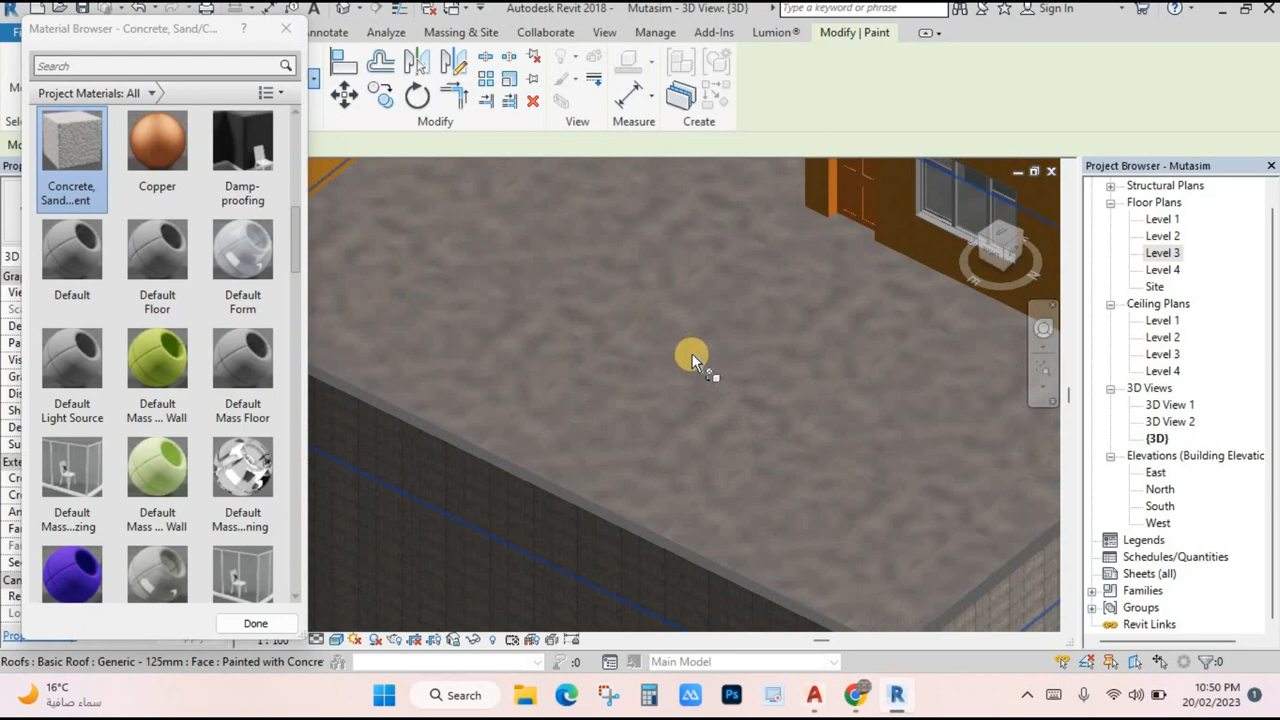 Autodesk Revit 2018 - Mutasim - 3D View: {3D}
Type a keyword or phrase
Sign In
Material Browser - Concrete, Sand/C...
Annotate Analyze Massing & Site Collaborate View Manage Add-Ins Lumion® Modify | Paint
Search
Project Materials: All
Modify View Measure Create
Concrete, Sand...ent
Copper
Damp-proofing
Default
Default Floor
Default Form
Default Light Source
Default Mass ... Wall
Default Mass Floor
Default Mass...zing
Default Mass ... Wall
Default Mass...ning
Done
Project Browser - Mutasim
Structural Plans
Floor Plans
Level 1
Level 2
Level 3
Level 4
Site
Ceiling Plans
Level 1
Level 2
Level 3
Level 4
3D Views
3D View 1
3D View 2
{3D}
Elevations (Building Elevatic
East
North
South
West
Legends
Schedules/Quantities
Sheets (all)
Families
Groups
Revit Links
1 : 100
Roofs : Basic Roof : Generic - 125mm : Face : Painted with Concre
:0
Main Model
:0
16°C
سماء صافية
Search
10:50 PM
20/02/2023